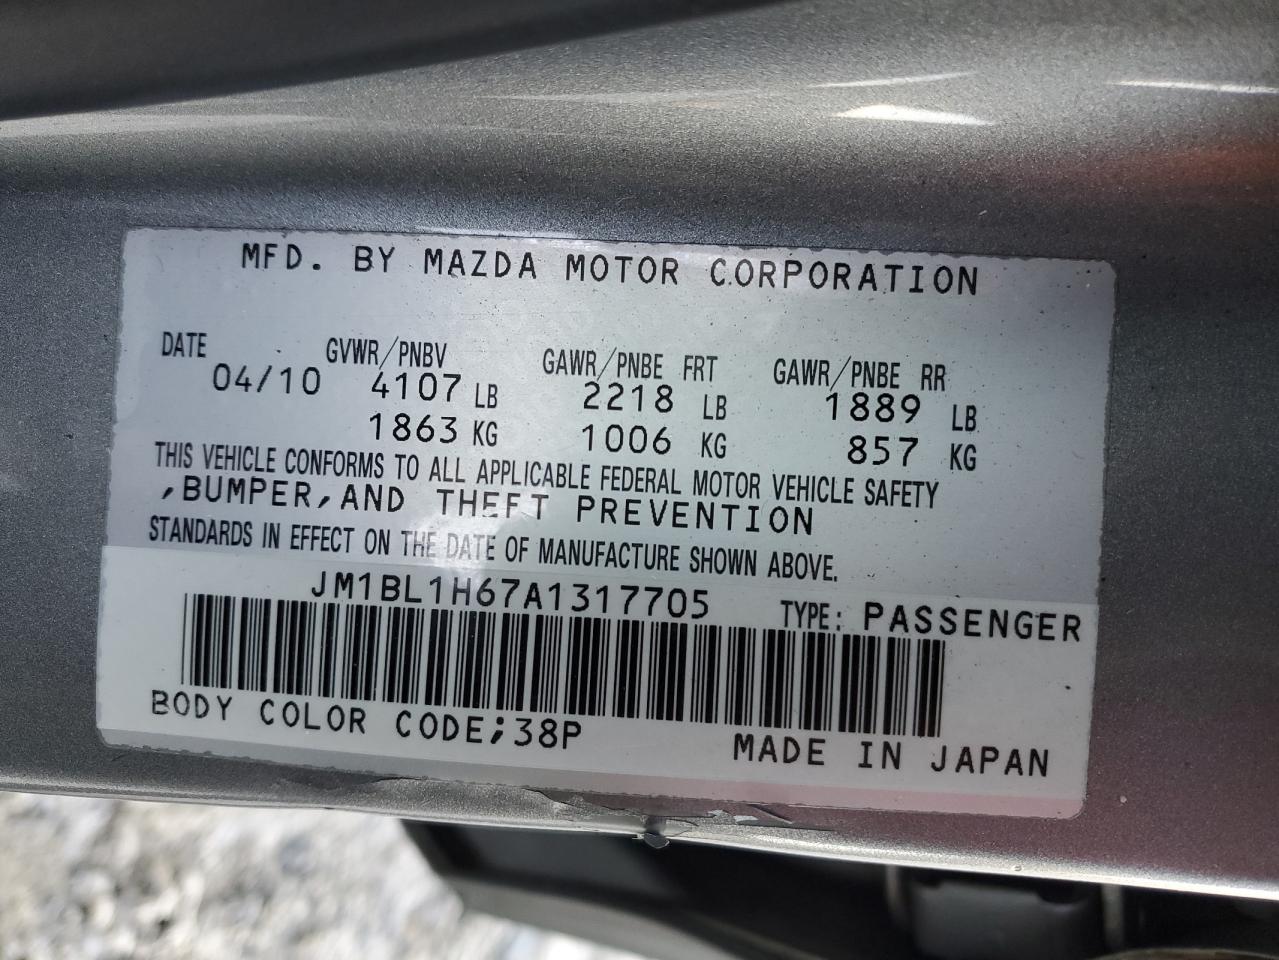 MFD. BY MAZDA MOTOR CORPORATION
DATE GVWR/PNBV GAWR/PNBE FRT GAWR/PNBE RR
04/10 4107 LB 2218 LB 1889 LB
1863 KG 1006 KG 857 KG
THIS VEHICLE CONFORMS TO ALL APPLICABLE FEDERAL MOTOR VEHICLE SAFETY
,BUMPER,AND THEFT PREVENTION
STANDARDS IN EFFECT ON THE DATE OF MANUFACTURE SHOWN ABOVE.
JM1BL1H67A1317705 TYPE: PASSENGER
BODY COLOR CODE;38P
MADE IN JAPAN